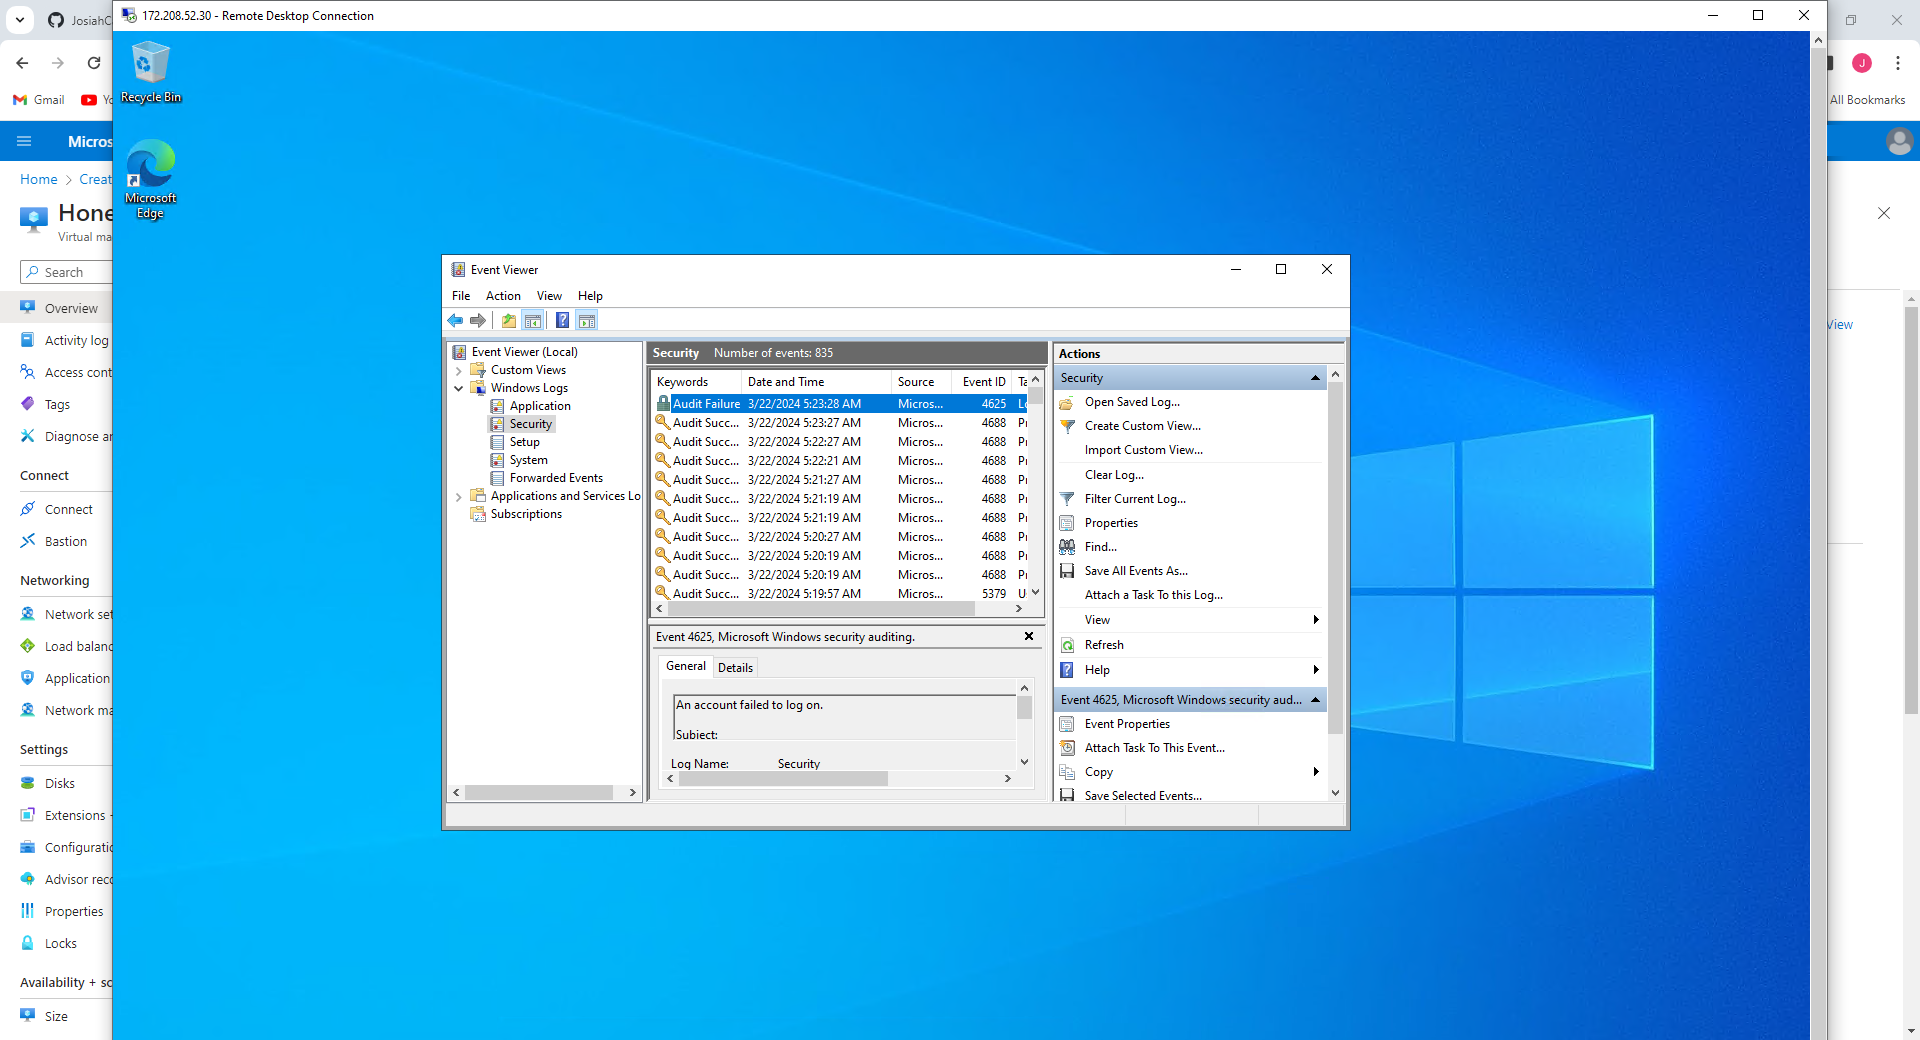 JosiahC
172.208.52.30 - Remote Desktop Connection
J
Gmail
Yo
All Bookmarks
Recycle Bin
Micros
Microsoft
Edge
Home
Creat
Hone
Virtual ma
Search
View
Overview
Activity log
Access cont
Tags
Diagnose an
Connect
Connect
Bastion
Networking
Network set
Load balanc
Application
Network ma
Settings
Disks
Extensions
Configuratio
Advisor reco
Properties
Locks
Availability + sc
Size
Event Viewer
File Action View Help
Event Viewer (Local)
Custom Views
Windows Logs
Application
Security
Setup
System
Forwarded Events
Applications and Services Lo
Subscriptions
Security Number of events: 835
Keywords Date and Time Source Event ID Ta
Audit Failure 3/22/2024 5:23:28 AM Micros... 4625 Lo
Audit Succ... 3/22/2024 5:23:27 AM Micros... 4688 Pr
Audit Succ... 3/22/2024 5:22:27 AM Micros... 4688 Pr
Audit Succ... 3/22/2024 5:22:21 AM Micros... 4688 Pr
Audit Succ... 3/22/2024 5:21:27 AM Micros... 4688 Pr
Audit Succ... 3/22/2024 5:21:19 AM Micros... 4688 Pr
Audit Succ... 3/22/2024 5:21:19 AM Micros... 4688 Pr
Audit Succ... 3/22/2024 5:20:27 AM Micros... 4688 Pr
Audit Succ... 3/22/2024 5:20:19 AM Micros... 4688 Pr
Audit Succ... 3/22/2024 5:20:19 AM Micros... 4688 Pr
Audit Succ... 3/22/2024 5:19:57 AM Micros... 5379 U
Event 4625, Microsoft Windows security auditing.
General Details
An account failed to log on.
Subject:
Log Name: Security
Actions
Security
Open Saved Log...
Create Custom View...
Import Custom View...
Clear Log...
Filter Current Log...
Properties
Find...
Save All Events As...
Attach a Task To this Log...
View
Refresh
Help
Event 4625, Microsoft Windows security aud...
Event Properties
Attach Task To This Event...
Copy
Save Selected Events...